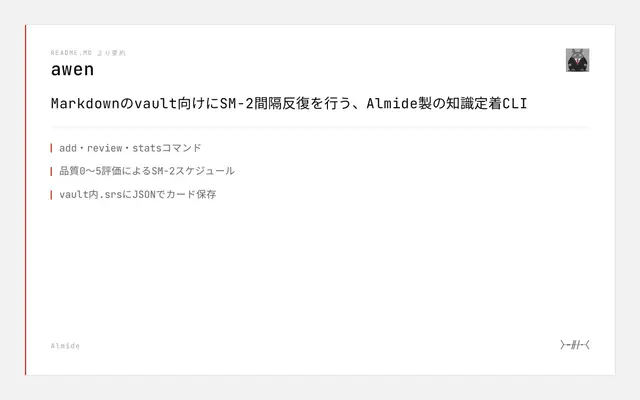 README.MD より要約
awen
Markdownのvault向けにSM-2間隔反復を行う、Almide製の知識定着CLI
add・review・statsコマンド
品質0〜5評価によるSM-2スケジュール
vault内.srsにJSONでカード保存
Almide